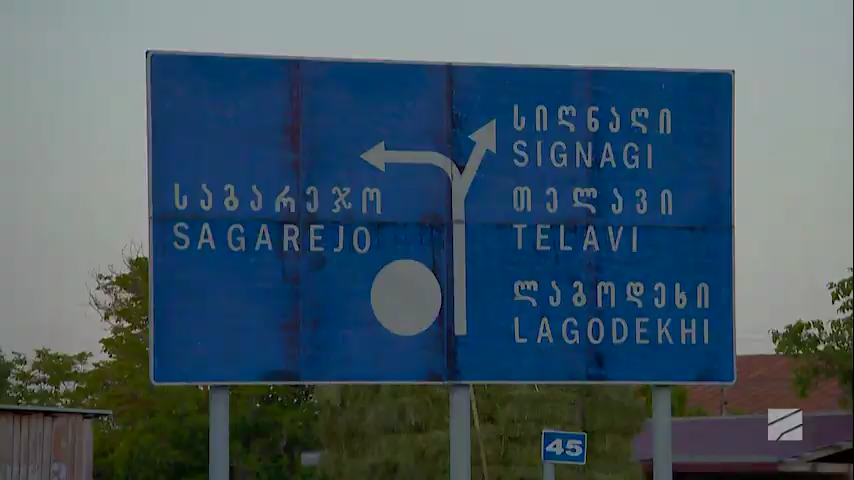 საგარეჯო
SAGAREJO
სიღნაღი
SIGNAGI
თელავი
TELAVI
ლაგოდეხი
LAGODEKHI
45